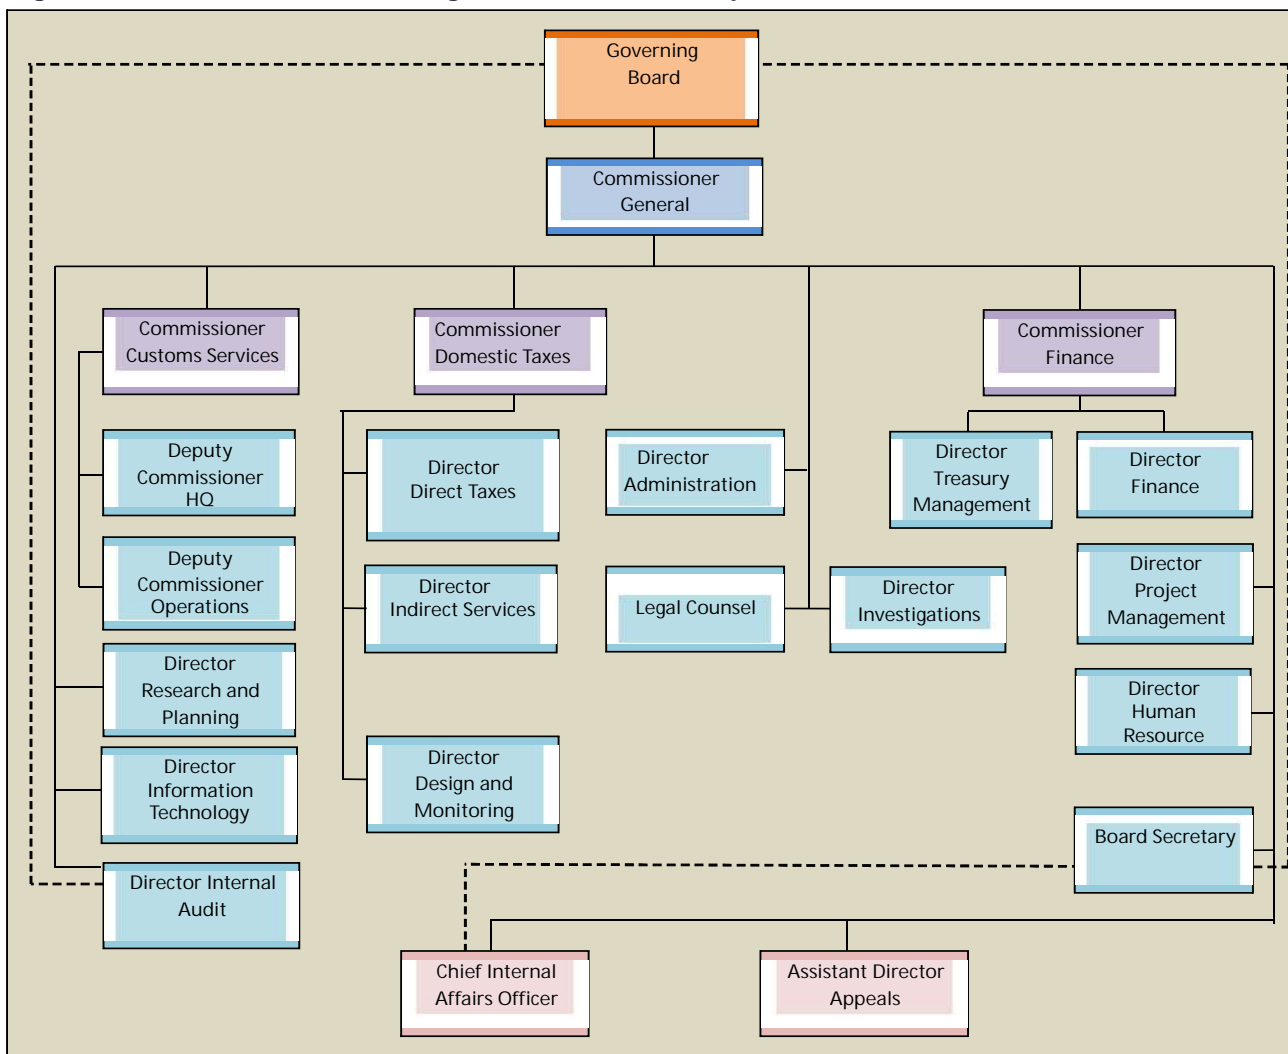 Governing
Board
Commissioner
General
Commissioner
Customs Services
Commissioner
Domestic Taxes
Commissioner
Finance
Deputy
Commissioner
HQ
Director
Direct Taxes
Director
Administration
Director
Treasury
Management
Director
Finance
Deputy
Commissioner
Operations
Director
Indirect Services
Legal Counsel
Director
Investigations
Director
Project
Management
Director
Research and
Planning
Director
Human
Resource
Director
Information
Technology
Director
Design and
Monitoring
Board Secretary
Director Internal
Audit
Chief Internal
Affairs Officer
Assistant Director
Appeals